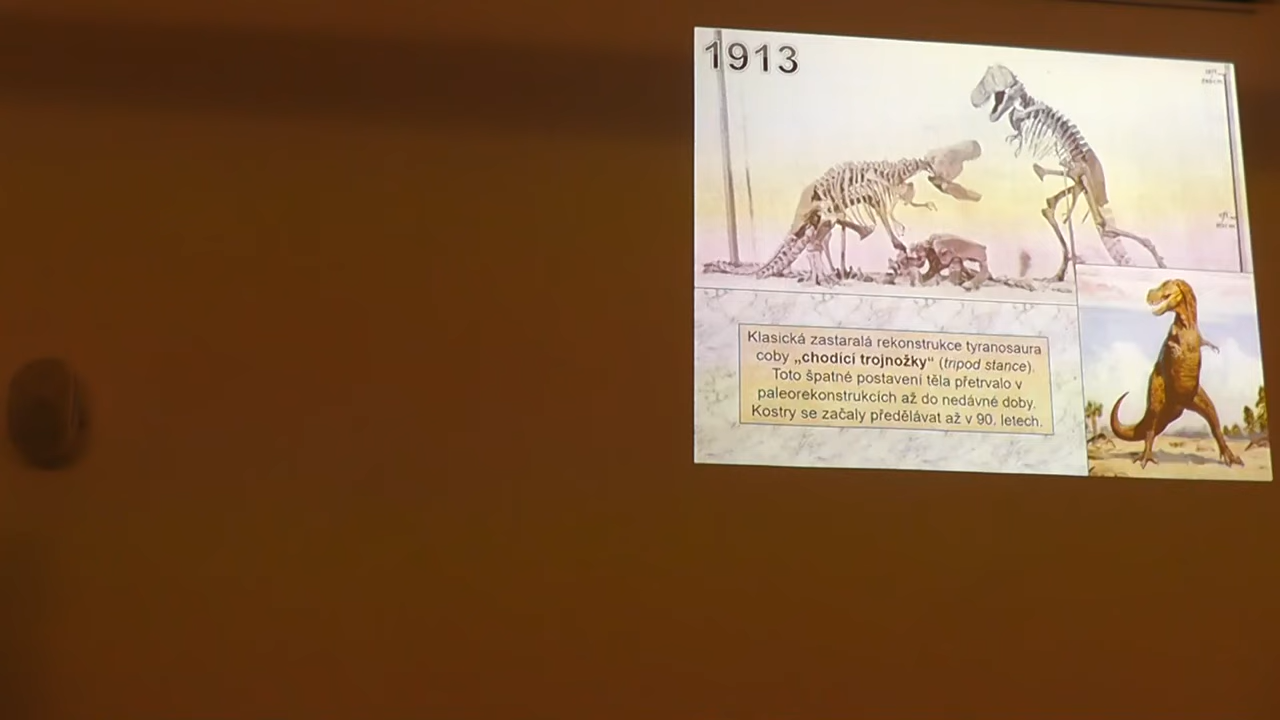 1913
Klasická zastaralá rekonstrukce tyranosaura
coby „chodící trojnožky“ (tripod stance).
Toto špatné postavení těla přetrvalo v
paleorekonstrukcích až do nedávné doby.
Kostry se začaly předělávat až v 90. letech.